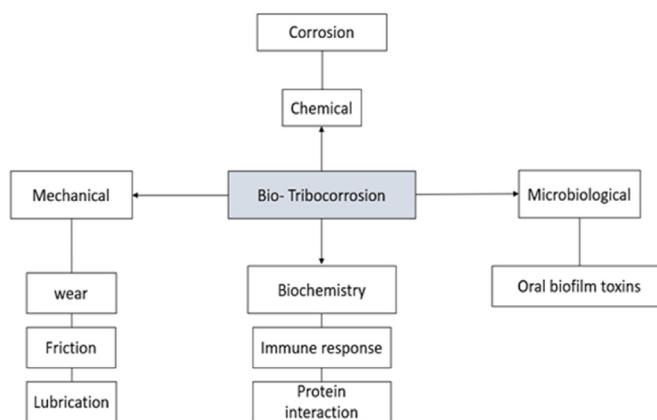 Corrosion
Chemical
Mechanical
Bio- Tribocorrosion
Microbiological
wear
Biochemistry
Oral biofilm toxins
Friction
Immune response
Lubrication
Protein
interaction